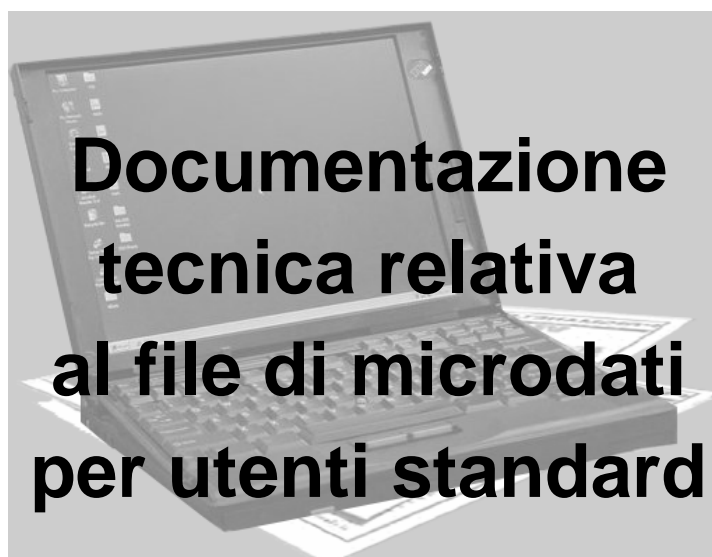 Documentazione
tecnica relativa
al file di microdati
per utenti standard